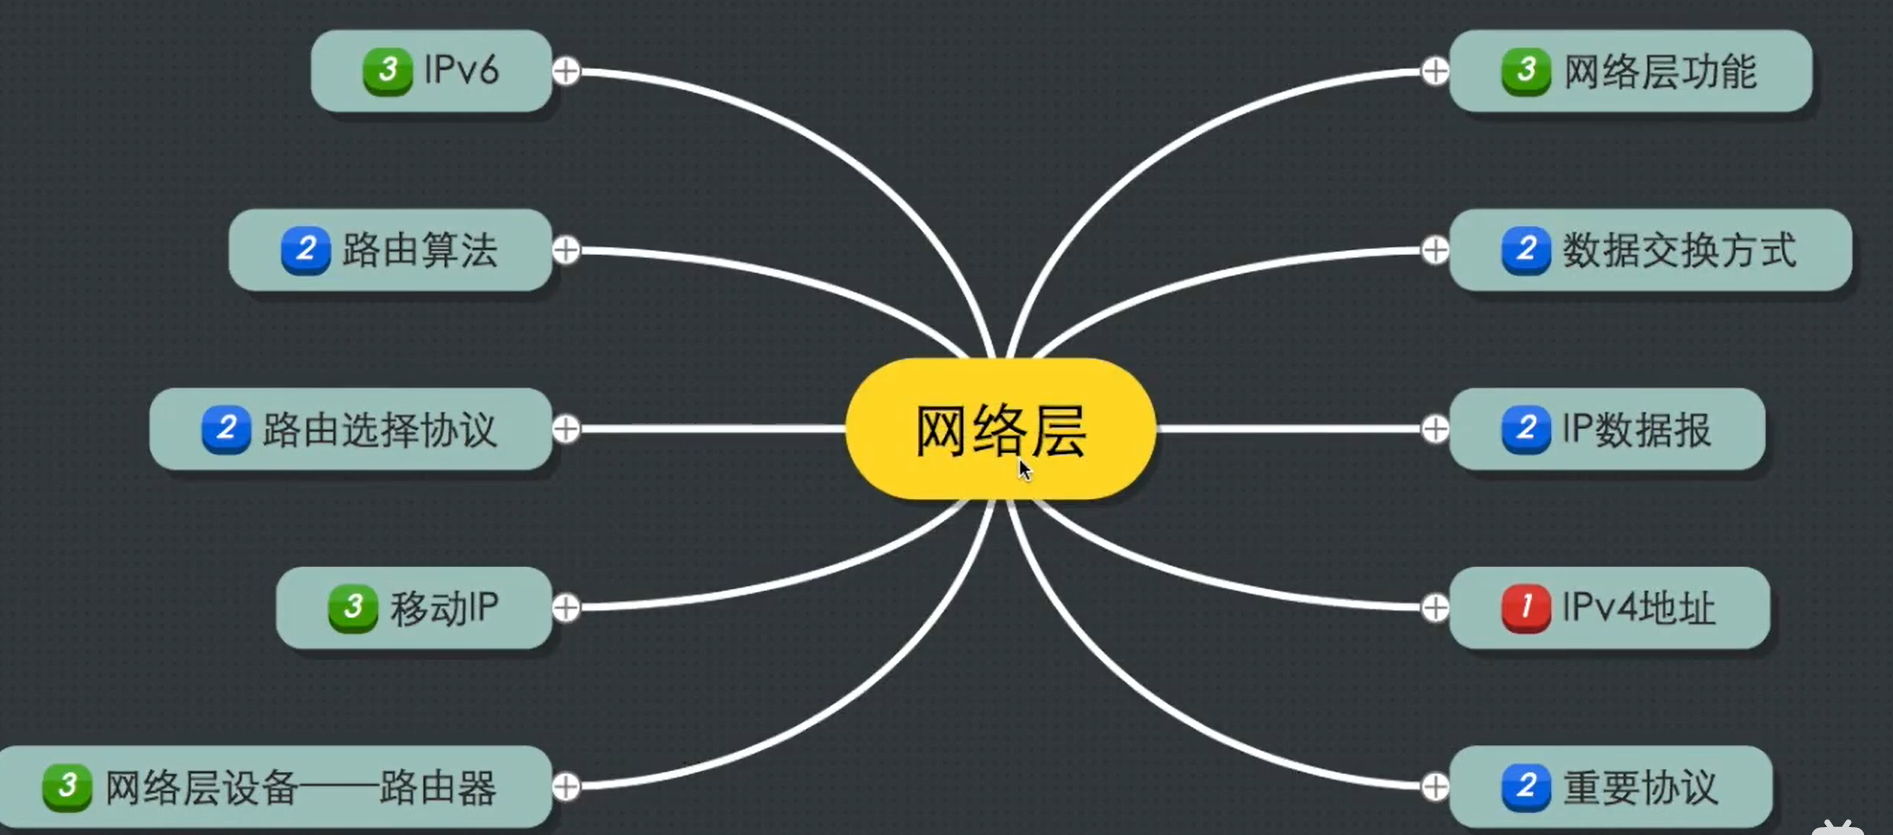 3 IPv6
3 网络层功能
2 路由算法
2 数据交换方式
2 路由选择协议
网络层
2 IP数据报
3 移动IP
1 IPv4地址
3 网络层设备——路由器
2 重要协议